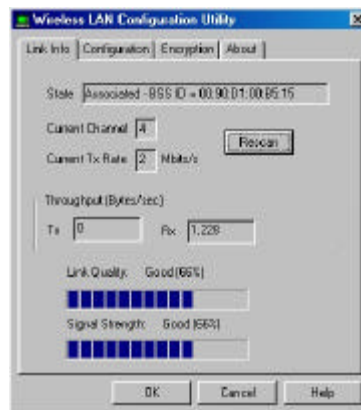 Wireless LAN Configuration Utility
Link Info Configuration Encryption About
State Associated - BSS ID = 00:90:D1:00:B5:15
Current Channel 4
Rescan
Current Tx Rate 2 Mbits/s
Throughput (Bytes/sec)
Tx 0 Rx 1,228
Link Quality: Good (66%)
Signal Strength: Good (66%)
OK Cancel Help